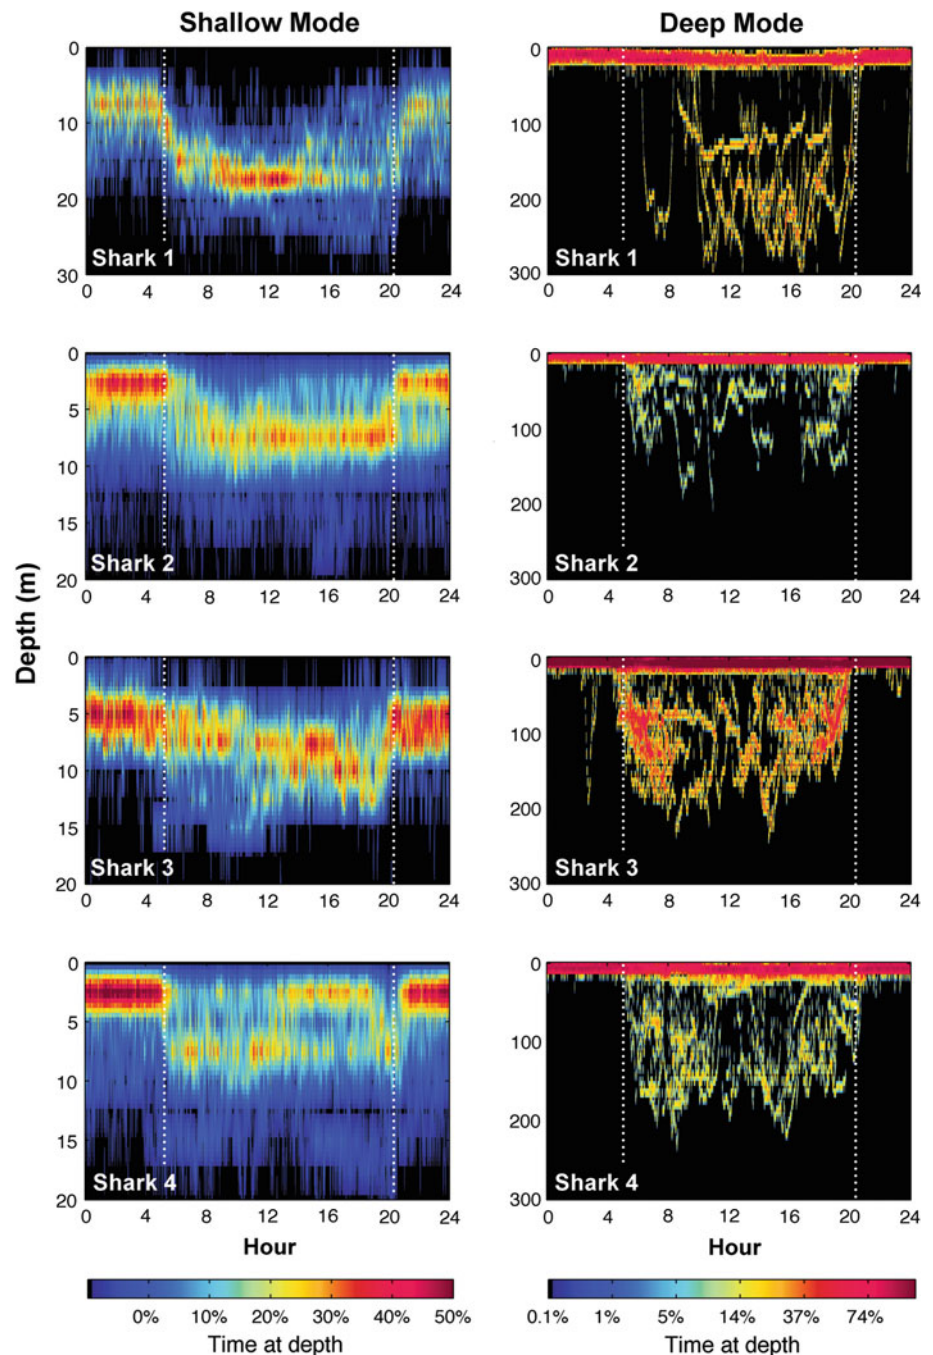 Shallow Mode
Deep Mode
0
10
20
30
Shark 1
0 4 8 12 16 20 24
0
100
200
300
Shark 1
0 4 8 12 16 20 24
0
5
10
15
20
Shark 2
0 4 8 12 16 20 24
0
100
200
300
Shark 2
0 4 8 12 16 20 24
Depth (m)
0
5
10
15
20
Shark 3
0 4 8 12 16 20 24
0
100
200
300
Shark 3
0 4 8 12 16 20 24
0
5
10
15
20
Shark 4
0 4 8 12 16 20 24
Hour
0
100
200
300
Shark 4
0 4 8 12 16 20 24
Hour
0% 10% 20% 30% 40% 50%
Time at depth
0.1% 1% 5% 14% 37% 74%
Time at depth